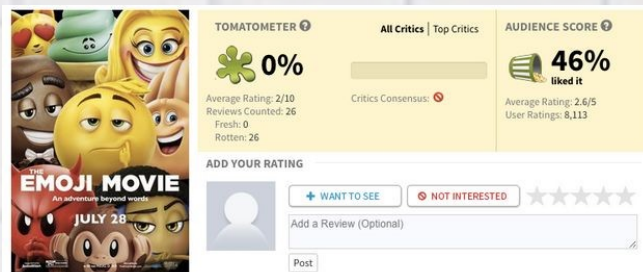 THE
EMOJI MOVIE
An adventure beyond words
JULY 28
TOMATOMETER ?
All Critics | Top Critics
0%
Average Rating: 2/10
Reviews Counted: 26
Fresh: 0
Rotten: 26
Critics Consensus:
AUDIENCE SCORE ?
46%
liked it
Average Rating: 2.6/5
User Ratings: 8,113
ADD YOUR RATING
+ WANT TO SEE
NOT INTERESTED
Add a Review (Optional)
Post